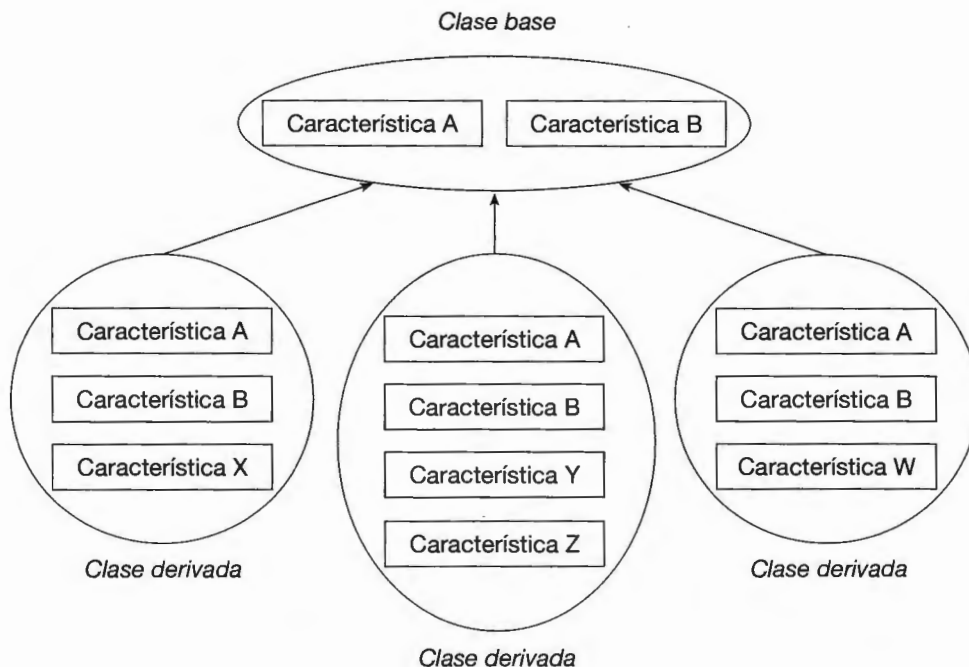 Clase base
Característica A
Característica B
Característica A
Característica B
Característica X
Clase derivada
Característica A
Característica B
Característica Y
Característica Z
Clase derivada
Característica A
Característica B
Característica W
Clase derivada